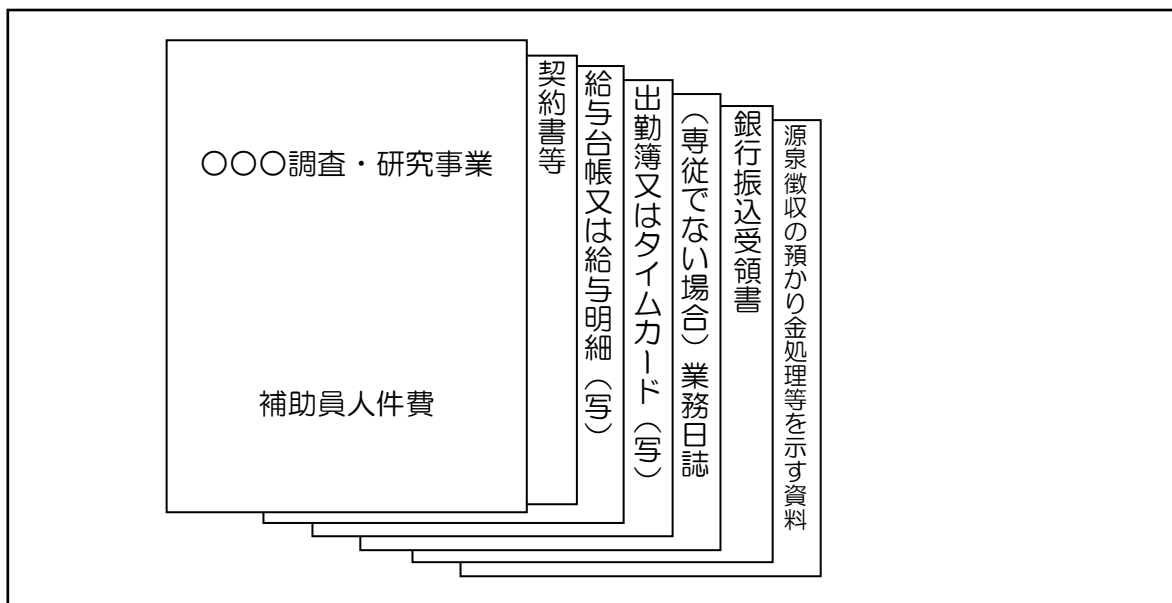 〇〇〇調査・研究事業
補助員人件費
契約書等
給与台帳又は給与明細（写）
出勤簿又はタイムカード（写）
（専従でない場合）業務日誌
銀行振込受領書
源泉徴収の預かり金処理等を示す資料